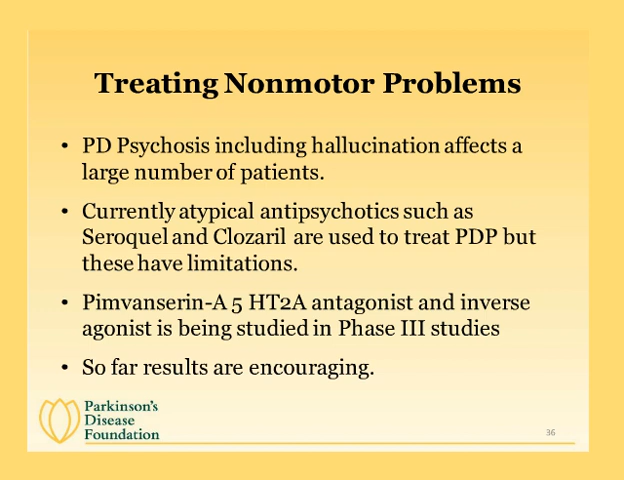 Treating Nonmotor Problems
• PD Psychosis including hallucination affects a
large number of patients.
• Currently atypical antipsychotics such as
Seroquel and Clozaril are used to treat PDP but
these have limitations.
• Pimvanserin-A 5 HT2A antagonist and inverse
agonist is being studied in Phase III studies
• So far results are encouraging.
Parkinson's
Disease
Foundation
36